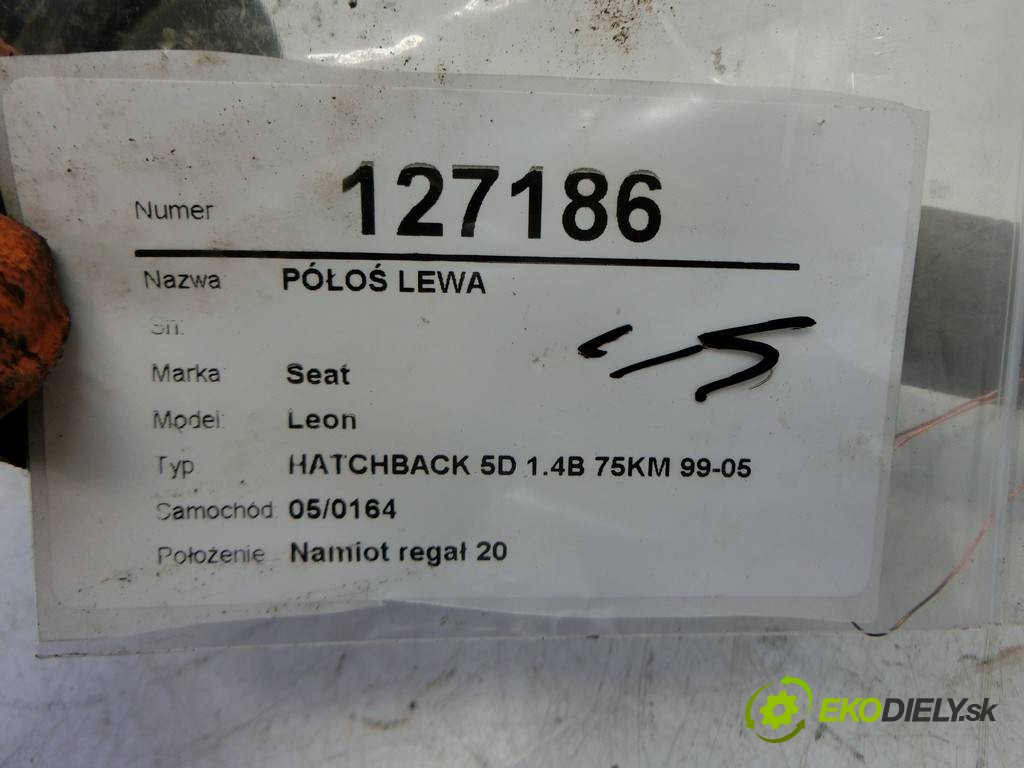 Numer 127186
Nazwa PÓŁOŚ LEWA
Marka Seat
Model: Leon
Typ HATCHBACK 5D 1.4B 75KM 99-05
Samochód 05/0164
Położenie Namiot regał 20
EKODIELY.sk